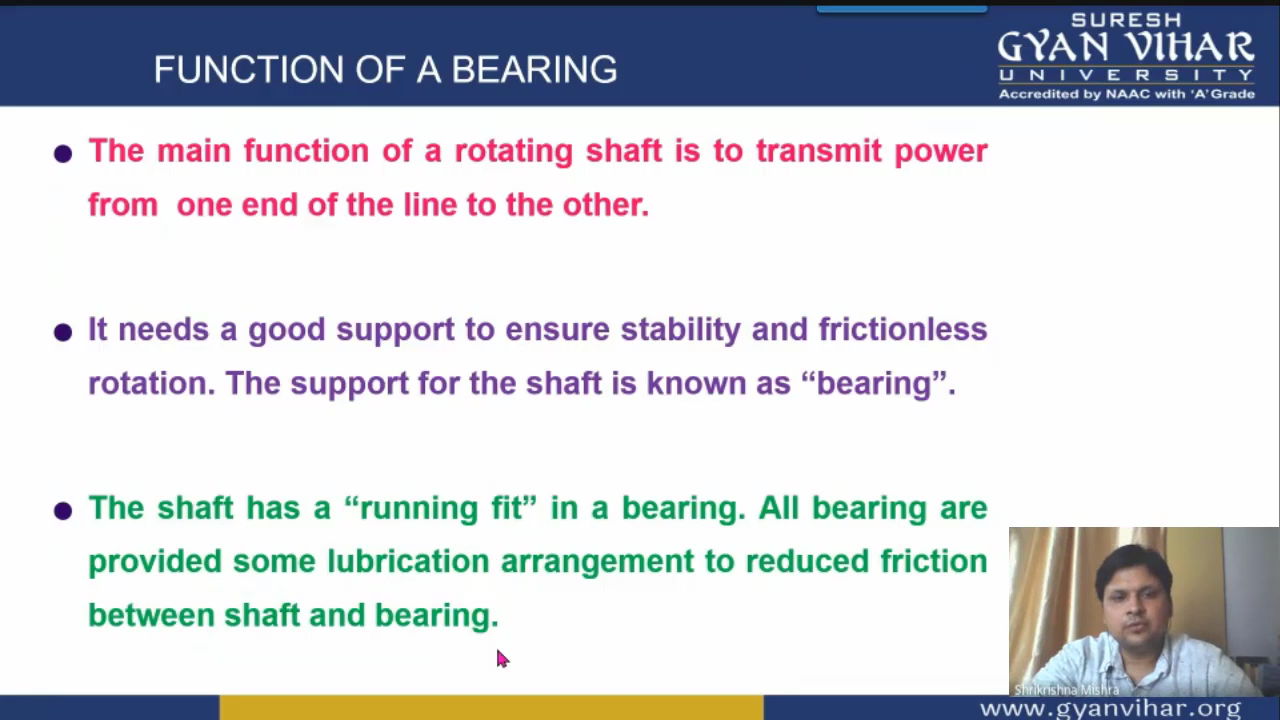 SURESH
GYAN VIHAR
UNIVERSITY
Accredited by NAAC with 'A' Grade
FUNCTION OF A BEARING
The main function of a rotating shaft is to transmit power
from one end of the line to the other.
It needs a good support to ensure stability and frictionless
rotation. The support for the shaft is known as “bearing”.
The shaft has a “running fit” in a bearing. All bearing are
provided some lubrication arrangement to reduced friction
between shaft and bearing.
Shrikrishna Mishra
www.gyanvihar.org